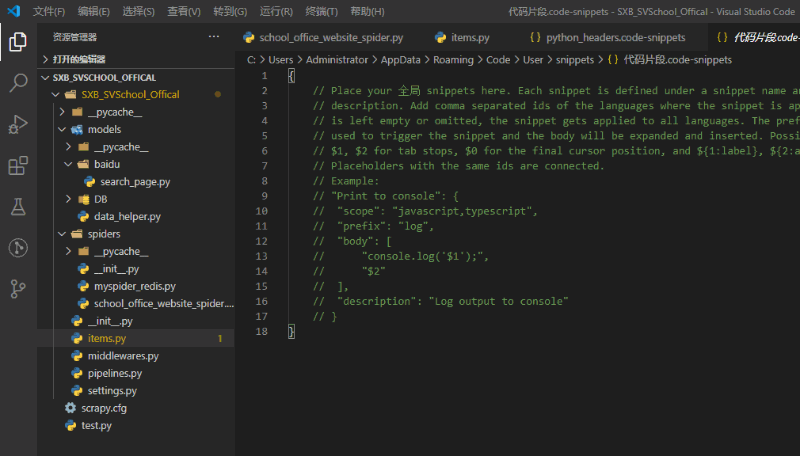 文件(F) 编辑(E) 选择(S) 查看(V) 转到(G) 运行(R) 终端(T) 帮助(H) 代码片段.code-snippets - SXB_SVSchool_Offical - Visual Studio Code
资源管理器 ···
school_office_website_spider.py items.py python_headers.code-snippets 代码片段.code-snippets
打开的编辑器
C: > Users > Administrator > AppData > Roaming > Code > User > snippets > {} 代码片段.code-snippets
SXB_SVSCHOOL_OFFICAL
SXB_SVSchool_Offical
__pycache__
models
__pycache__
baidu
search_page.py
DB
data_helper.py
spiders
__pycache__
__init__.py
myspider_redis.py
school_office_website_spider....
__init__.py
items.py 1
middlewares.py
pipelines.py
settings.py
scrapy.cfg
test.py
1 {
2 // Place your 全局 snippets here. Each snippet is defined under a snippet name an
3 // description. Add comma separated ids of the languages where the snippet is ap
4 // is left empty or omitted, the snippet gets applied to all languages. The pref
5 // used to trigger the snippet and the body will be expanded and inserted. Possi
6 // $1, $2 for tab stops, $0 for the final cursor position, and ${1:label}, ${2:a
7 // Placeholders with the same ids are connected.
8 // Example:
9 // "Print to console": {
10 // "scope": "javascript,typescript",
11 // "prefix": "log",
12 // "body": [
13 // "console.log('$1');",
14 // "$2"
15 // ],
16 // "description": "Log output to console"
17 // }
18 }